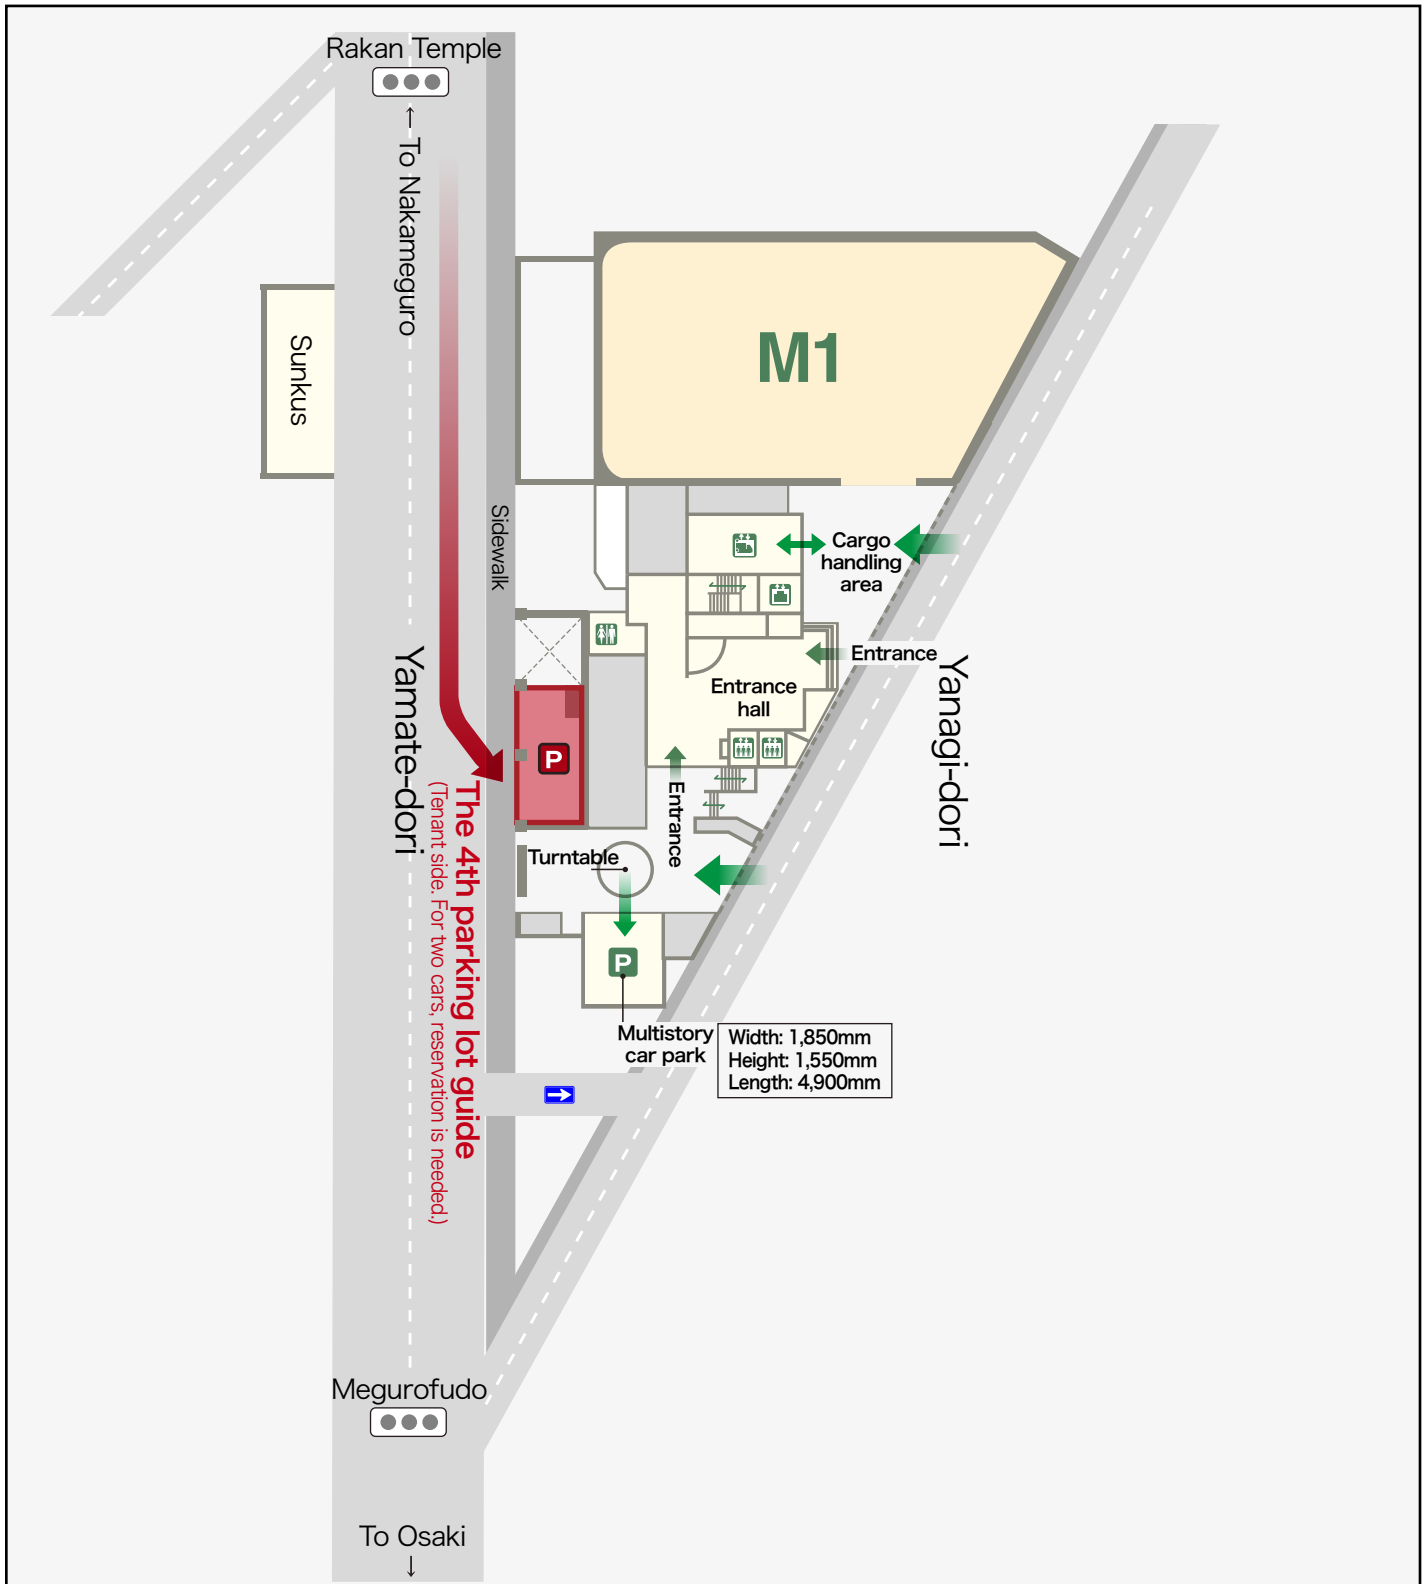 Rakan Temple
↑ To Nakameguro
Sunkus
M1
Sidewalk
Cargo
handling
area
Entrance
Entrance
hall
Yamate-dori
Yanagi-dori
P
Entrance
The 4th parking lot guide
(Tenant side. For two cars, reservation is needed.)
Turntable
P
Multistory
car park
Width: 1,850mm
Height: 1,550mm
Length: 4,900mm
Megurofudo
To Osaki
↓